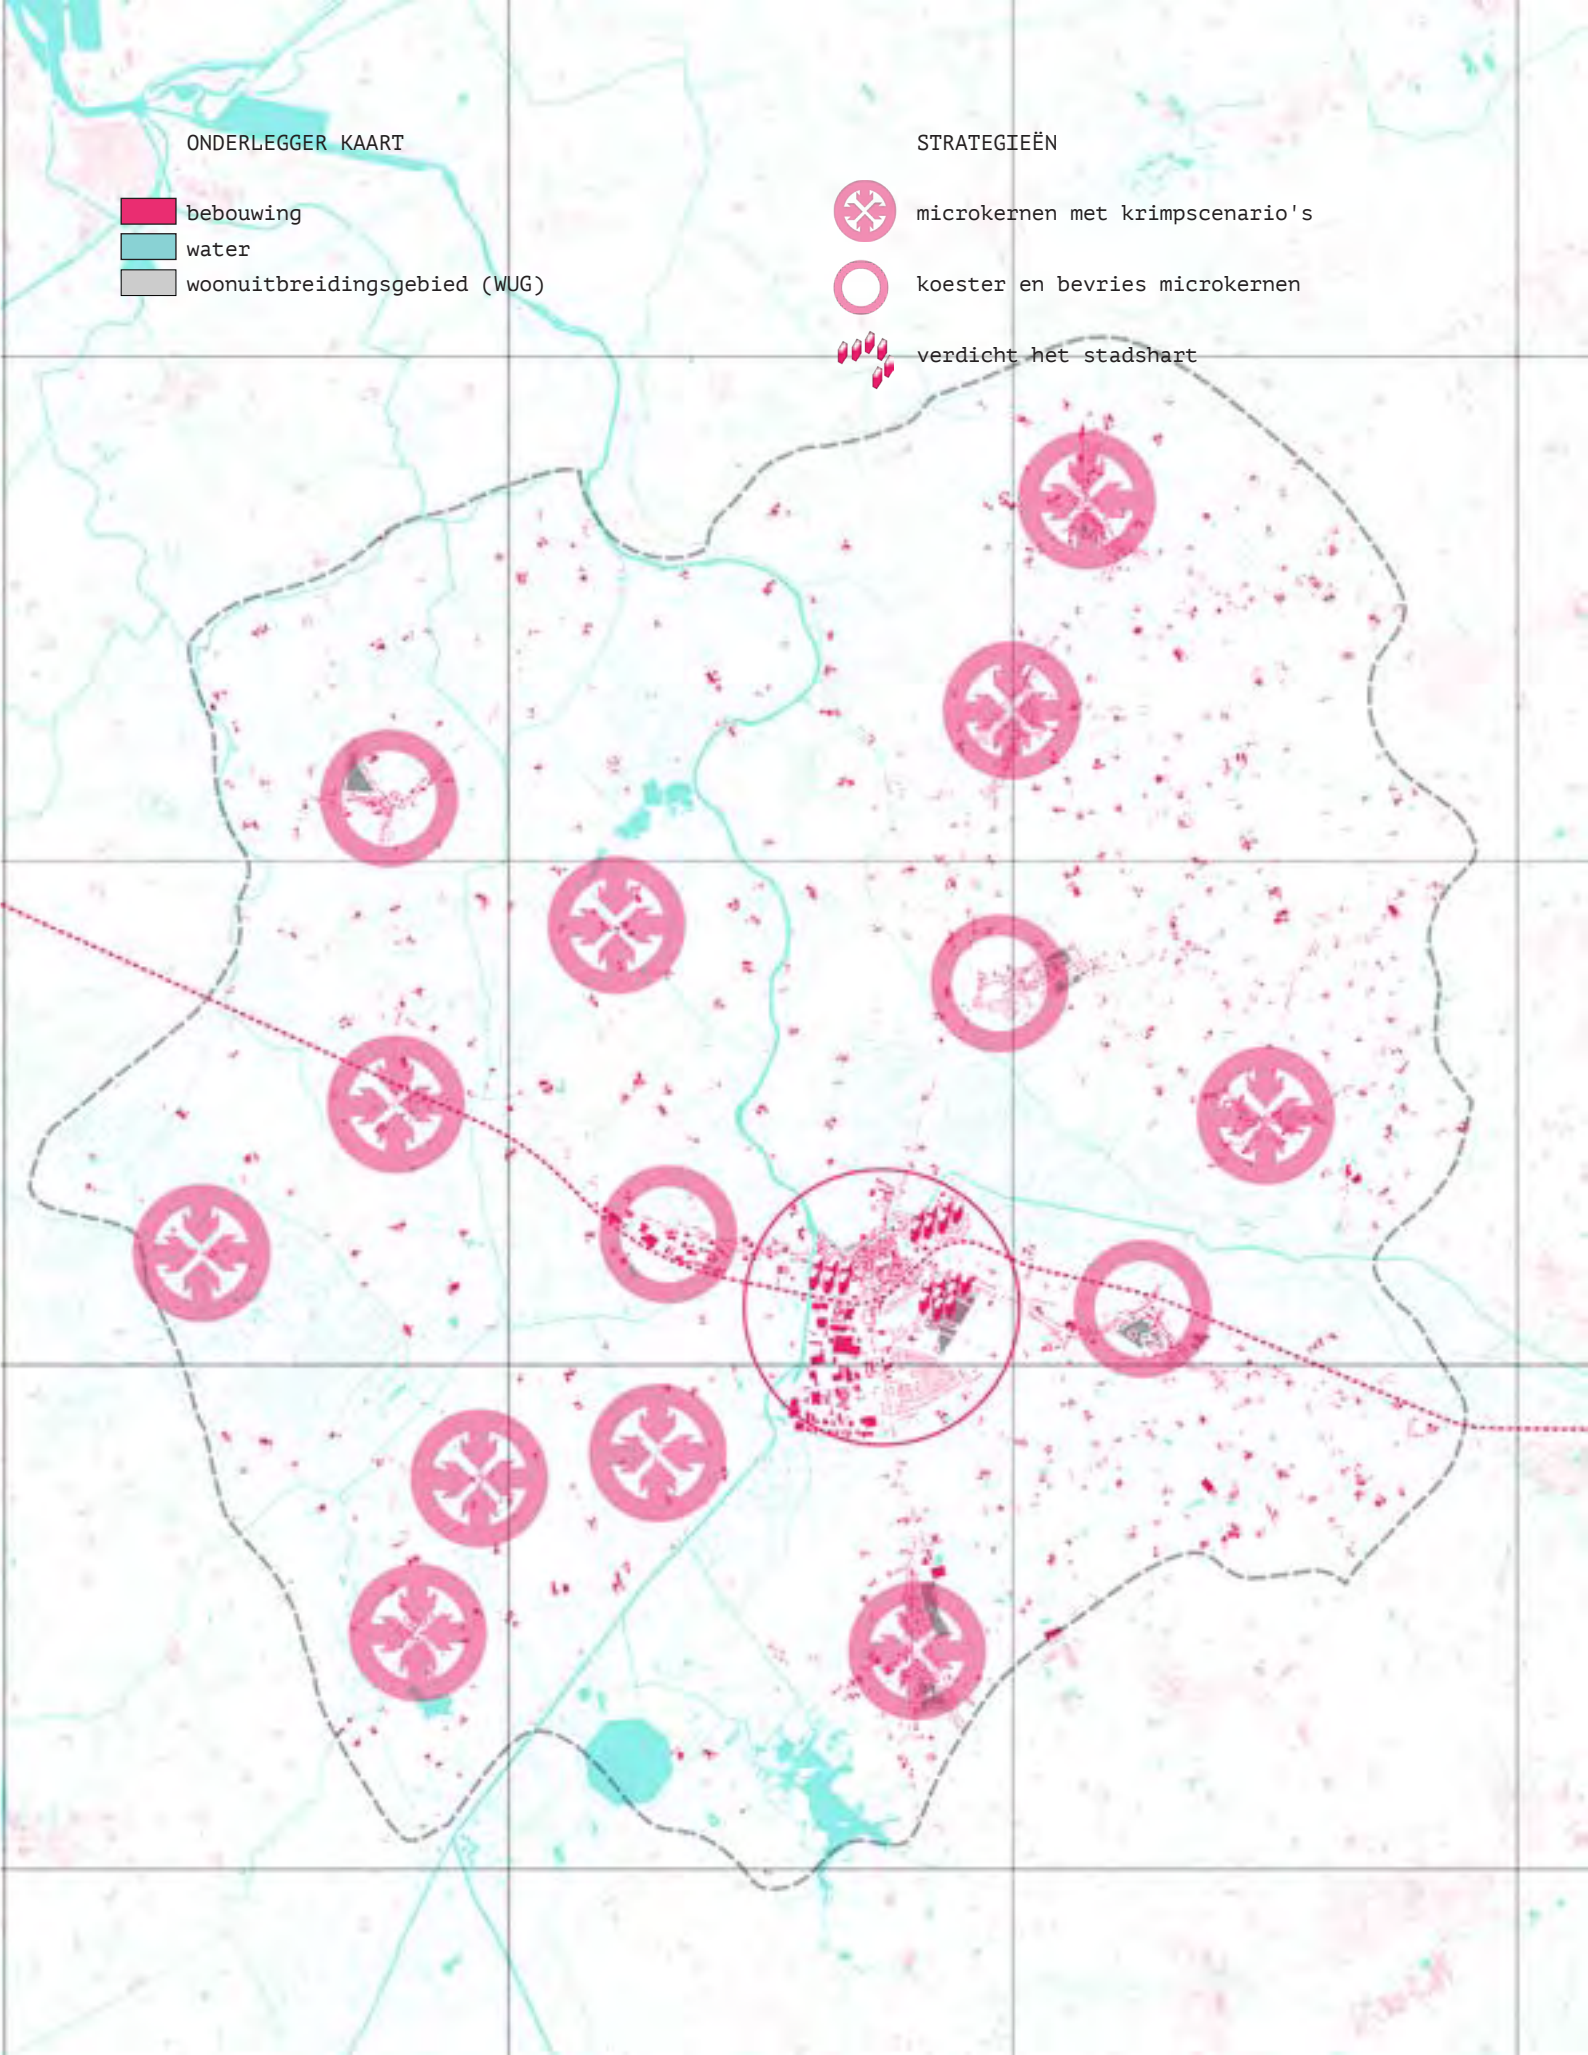 ONDERLEGGER KAART
bebouwing
water
woonuitbreidingsgebied (WUG)
STRATEGIEËN
microkernen met krimpscenario's
koester en bevries microkernen
verdicht het stadshart